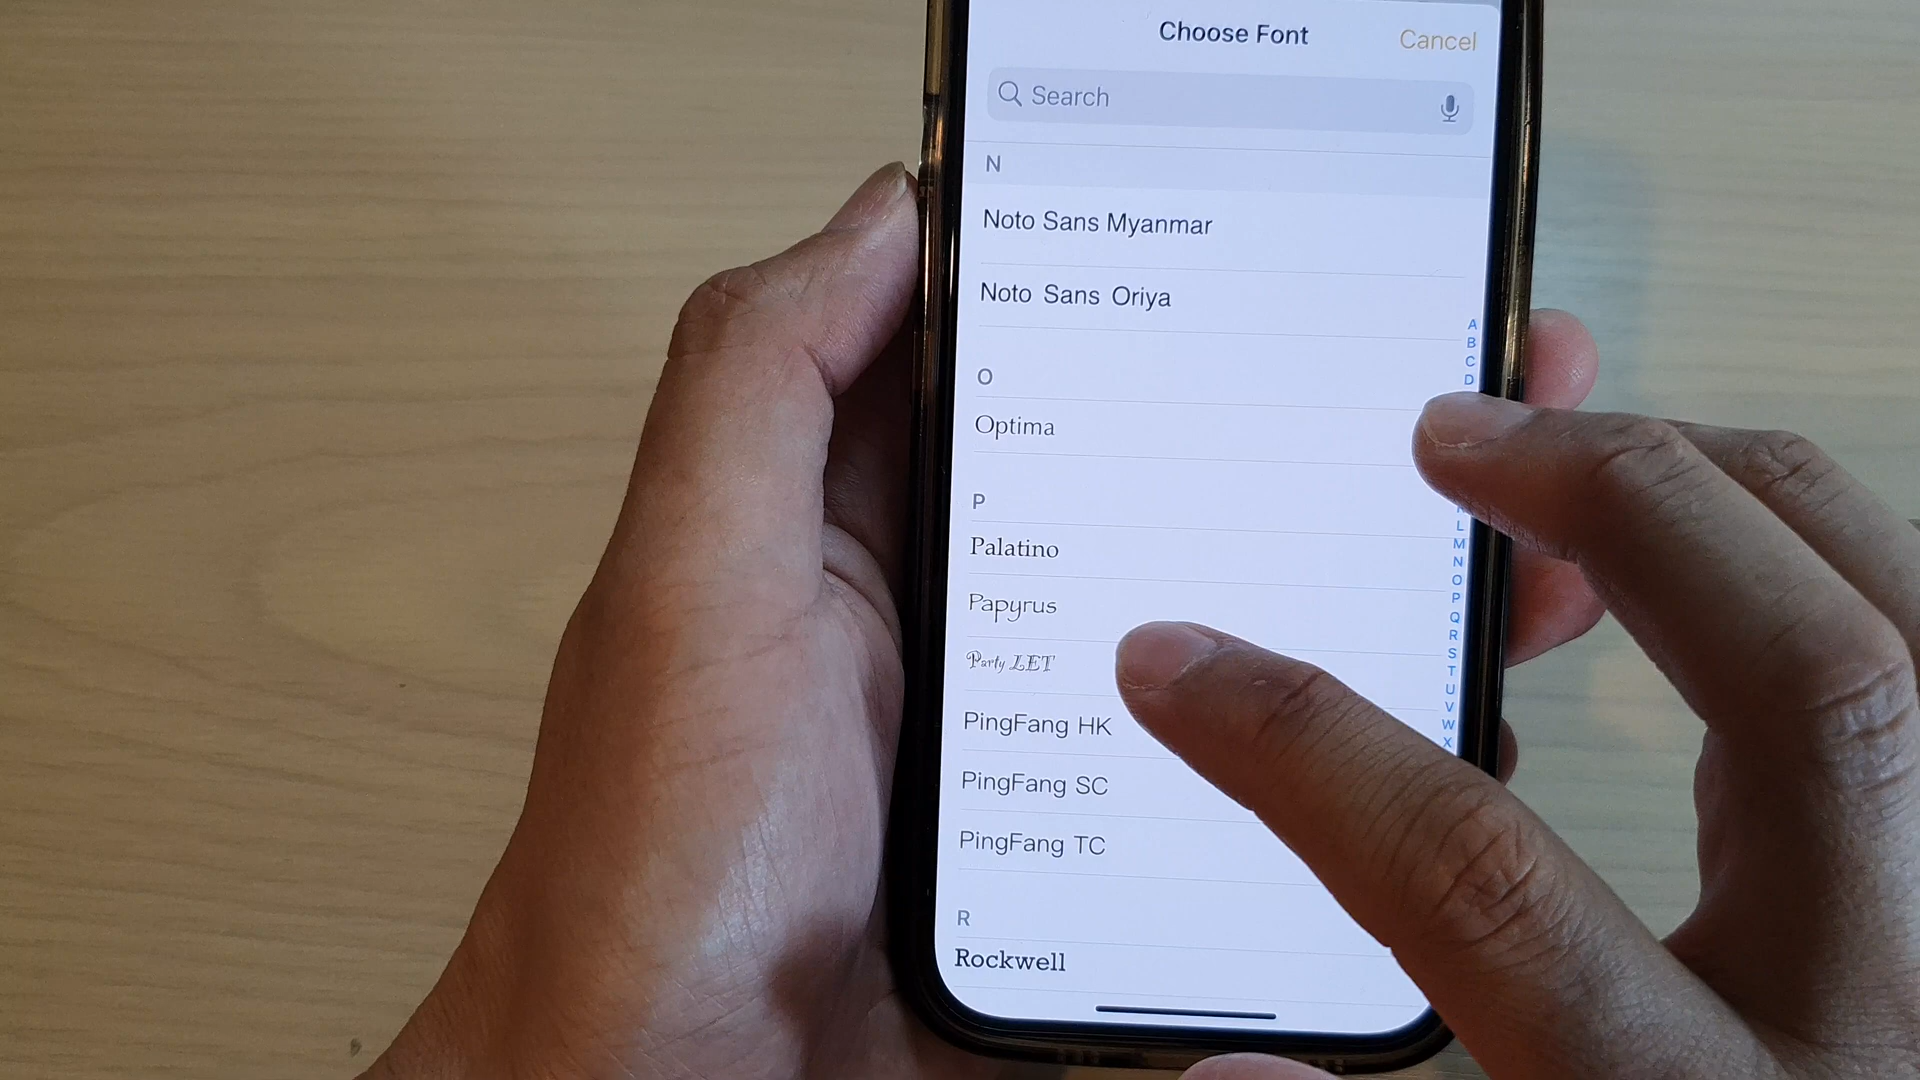 Choose Font
Cancel
Search
N
Noto Sans Myanmar
Noto Sans Oriya
O
Optima
P
Palatino
Papyrus
Party LET
PingFang HK
PingFang SC
PingFang TC
R
Rockwell
A
B
C
D
L
M
N
O
P
Q
R
S
T
U
V
W
X